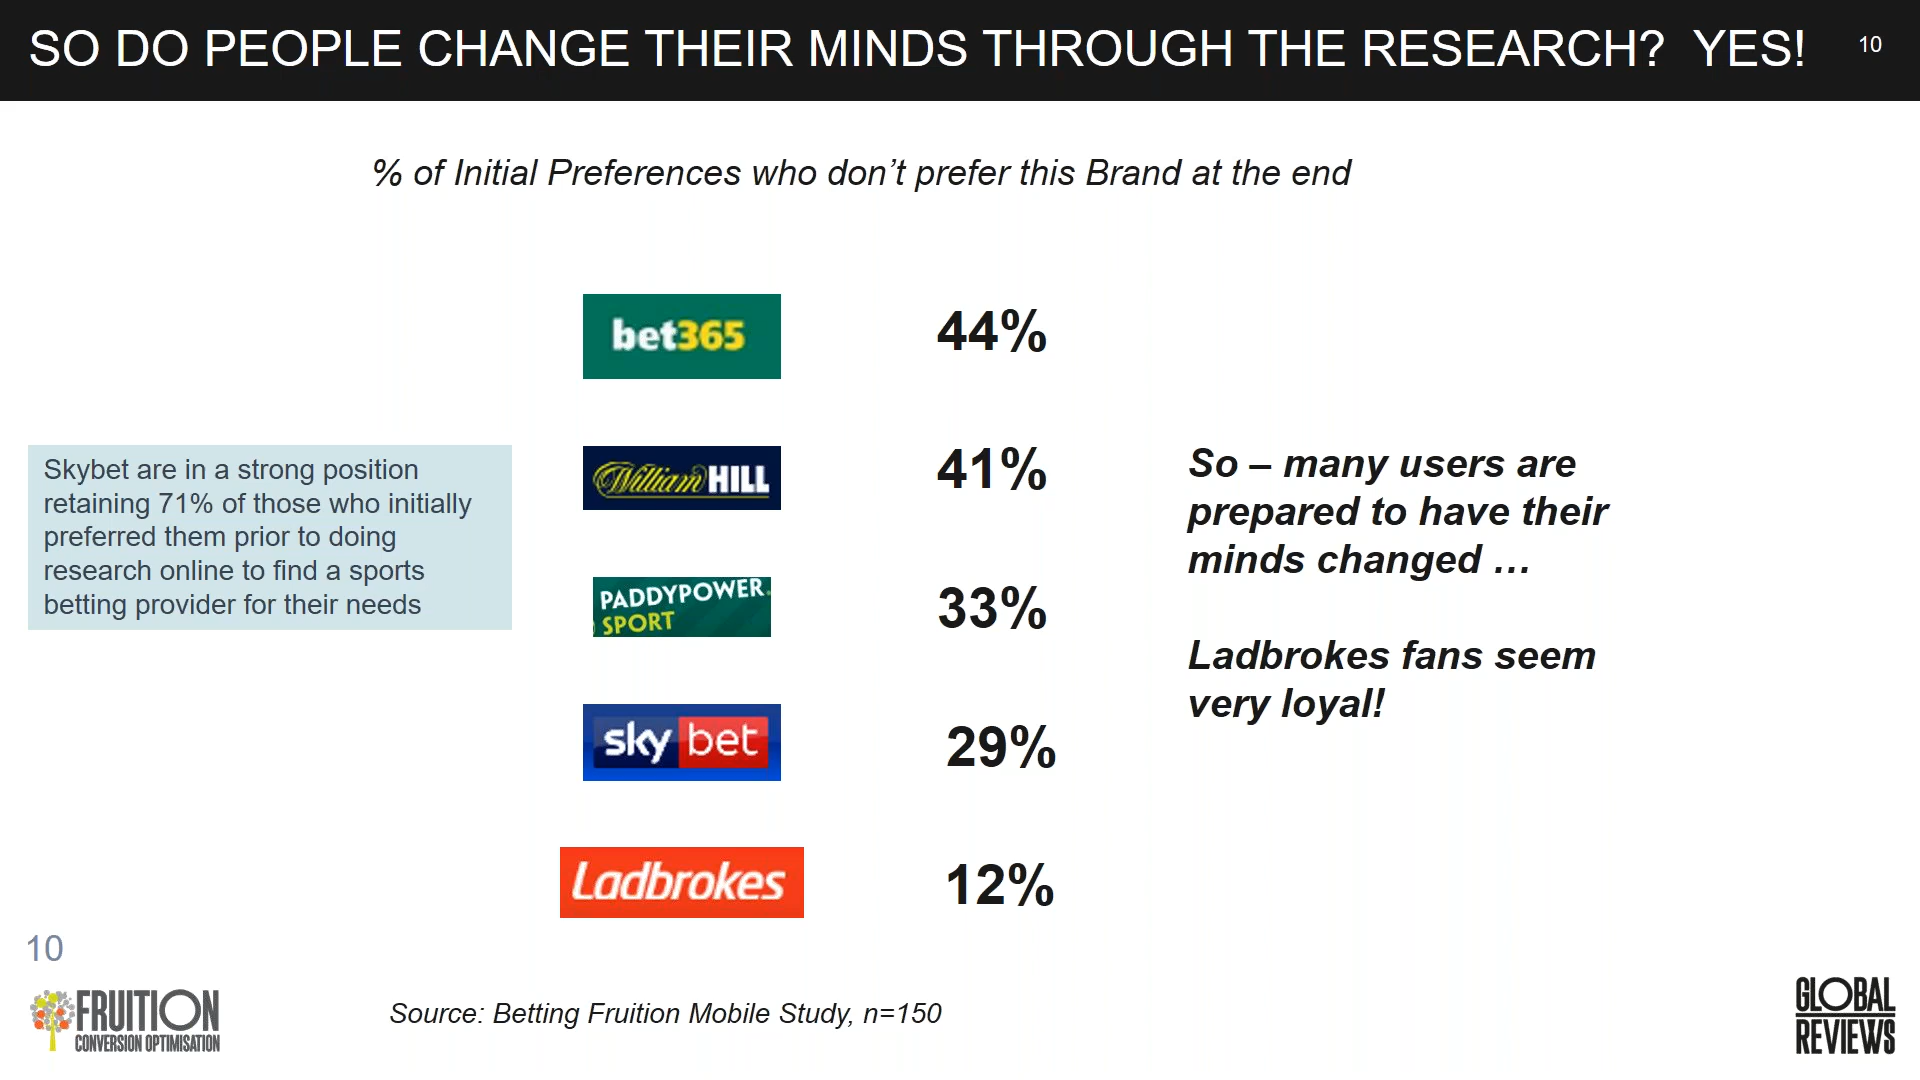 SO DO PEOPLE CHANGE THEIR MINDS THROUGH THE RESEARCH?  YES!
10
% of Initial Preferences who don’t prefer this Brand at the end
bet365
44%
William HILL
41%
PADDYPOWER.
SPORT
33%
sky bet
29%
Ladbrokes
12%
Skybet are in a strong position
retaining 71% of those who initially
preferred them prior to doing
research online to find a sports
betting provider for their needs
So – many users are
prepared to have their
minds changed …
Ladbrokes fans seem
very loyal!
10
FRUITION
CONVERSION OPTIMISATION
Source: Betting Fruition Mobile Study, n=150
GLOBAL
REVIEWS